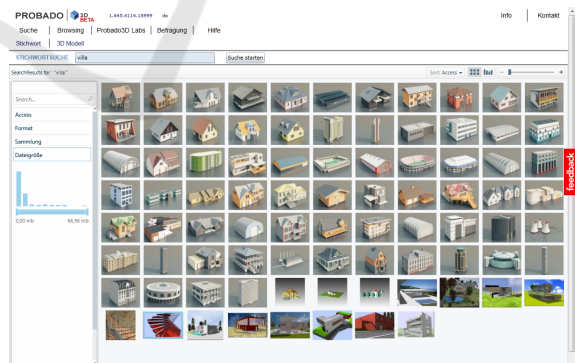 PROBADO 3D BETA 1.445.4114.18999 de Info Kontakt
Suche Browsing Probado3D Labs Befragung Hilfe
Stichwort 3D Modell
STICHWORTSUCHE villa Suche starten
SearchResults for "villa" Sort: Access
Search...
Access
Format
Sammlung
Dateigröße
0,00 mb 65,96 mb
feedback